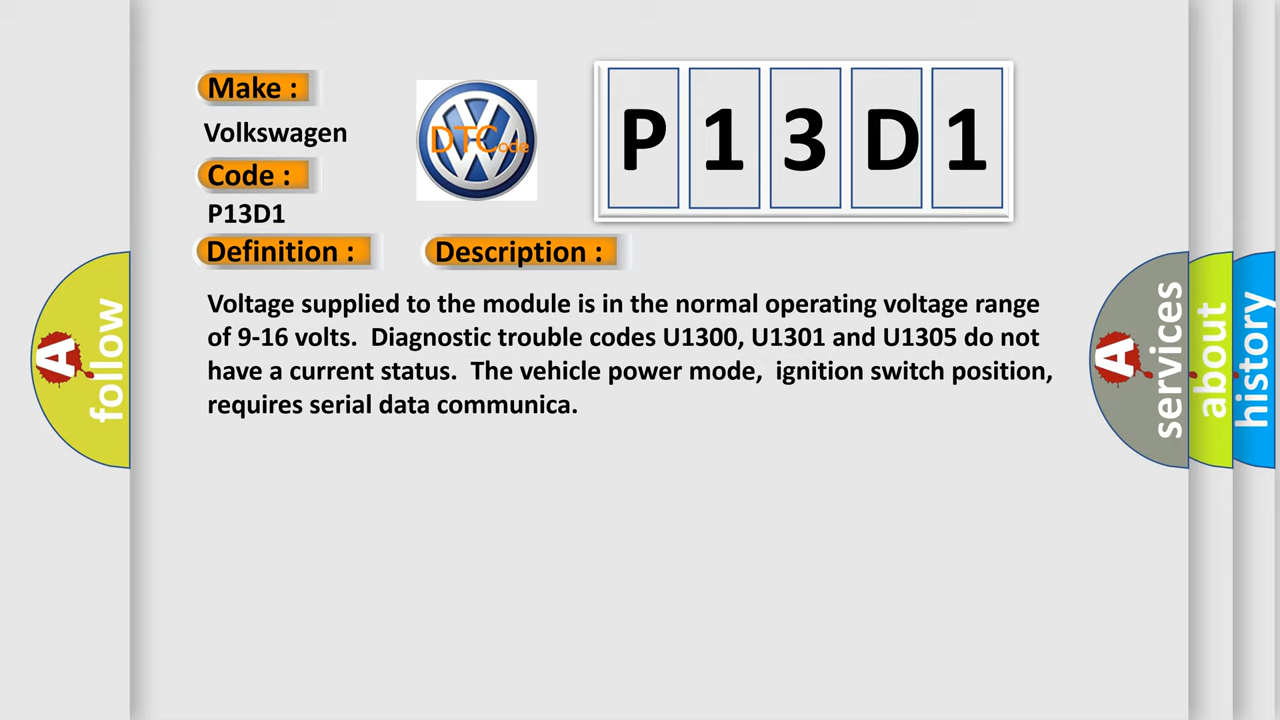 Make :
Volkswagen
Code :
P13D1
Definition :
Description :
DTCode
P13D1
Voltage supplied to the module is in the normal operating voltage range
of 9-16 volts  Diagnostic trouble codes U1300, U1301 and U1305 do not
have a current status  The vehicle power mode,  ignition switch position,
requires serial data communica.
A follow
A services
about
history